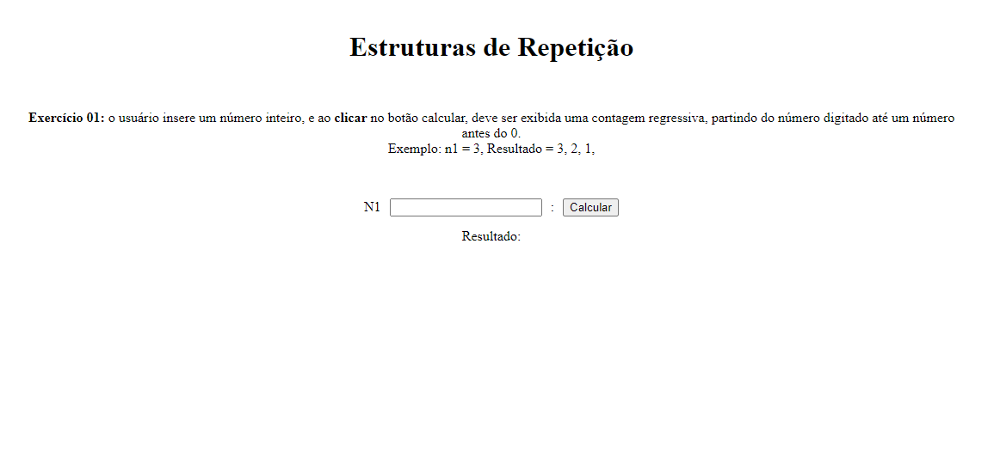 Estruturas de Repetição
Exercício 01: o usuário insere um número inteiro, e ao clicar no botão calcular, deve ser exibida uma contagem regressiva, partindo do número digitado até um número
antes do 0.
Exemplo: n1 = 3, Resultado = 3, 2, 1,
N1 : Calcular
Resultado: